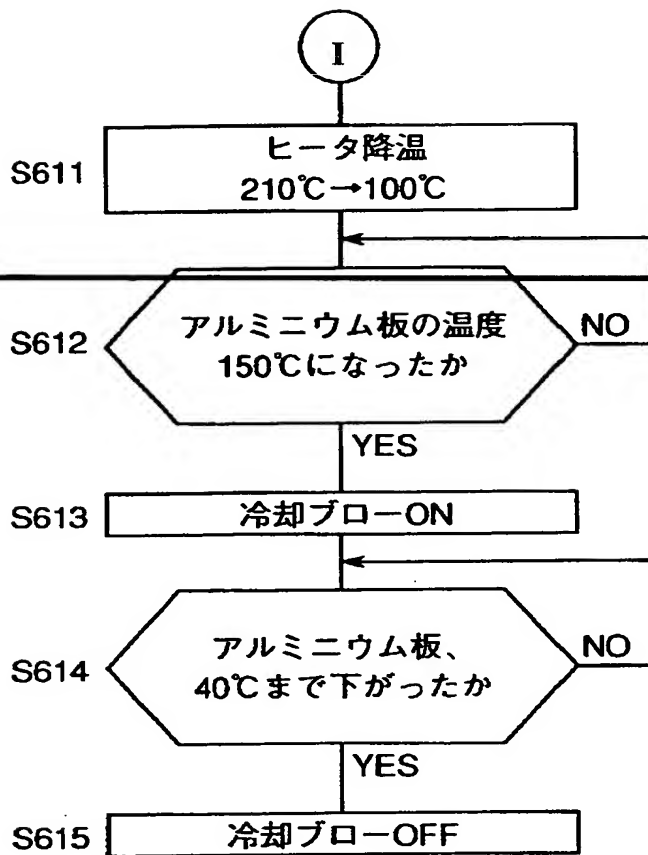 I
S611
ヒータ降温
210℃→100℃
S612
アルミニウム板の温度
150℃になったか
NO
YES
S613
冷却ブローON
S614
アルミニウム板、
40℃まで下がったか
NO
YES
S615
冷却ブローOFF